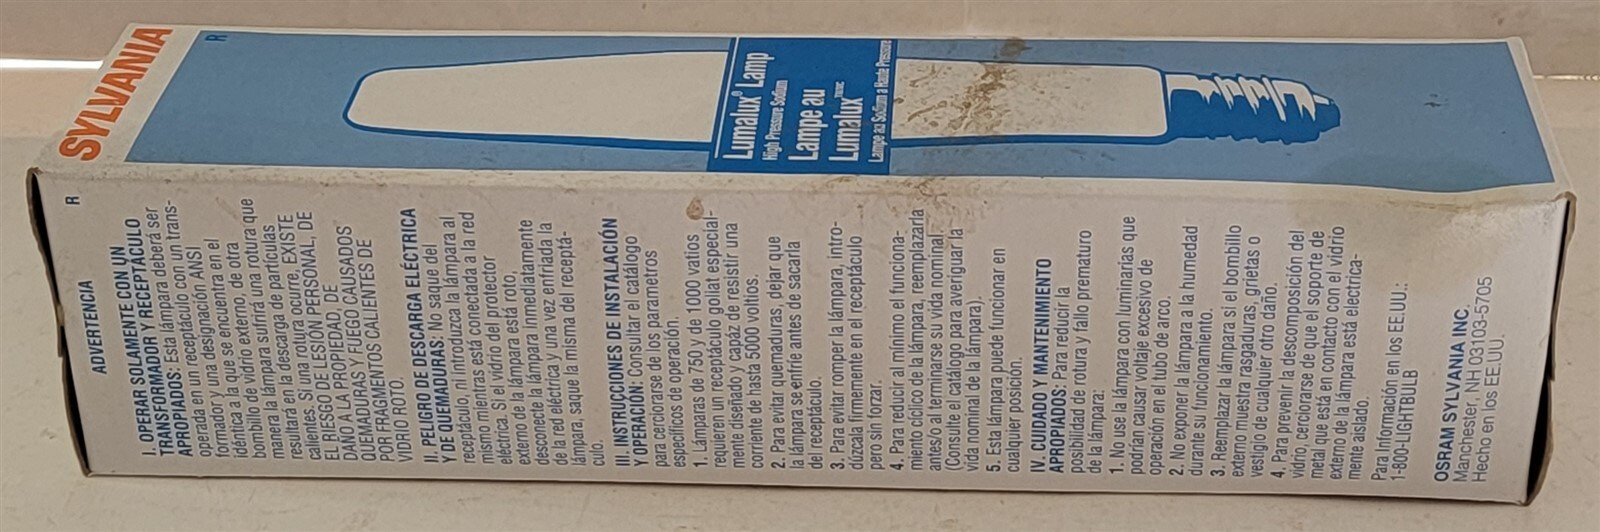 SYLVANIA
R
Lumalux® Lamp
High Pressure Sodium
Lampe au
Lumalux
Lampe au Sodium à Haute Pression
R
ADVERTENCIA
I. OPERAR SOLAMENTE CON UN
TRANSFORMADOR Y RECEPTÁCULO
APROPIADOS: Esta lámpara deberá ser
operada en un receptáculo con un trans-
formador y una designación ANSI
idéntica a la que se encuentra en el
bombillo de vidrio externo, de otra
manera la lámpara sufrirá una rotura que
resultará en la descarga de partículas
calientes. Si una rotura ocurre, EXISTE
EL RIESGO DE LESION PERSONAL, DE
DAÑO A LA PROPIEDAD, DE
QUEMADURAS Y FUEGO CAUSADOS
POR FRAGMENTOS CALIENTES DE
VIDRIO ROTO.
II. PELIGRO DE DESCARGA ELÉCTRICA
Y DE QUEMADURAS: No saque del
receptáculo, ni introduzca la lámpara al
mismo mientras está conectada a la red
eléctrica. Si el vidrio del protector
externo de la lámpara está roto,
desconecte la lámpara inmediatamente
de la red eléctrica y una vez enfriada la
lámpara, saque la misma del receptá-
culo.
III. INSTRUCCIONES DE INSTALACIÓN
Y OPERACIÓN: Consultar el catálogo
para cerciorarse de los parametros
especificos de operación.
1. Lámparas de 750 y de 1000 vatios
requieren un receptáculo goliat especial-
mente diseñado y capáz de resistir una
corriente de hasta 5000 voltios.
2. Para evitar quemaduras, dejar que
la lámpara se enfríe antes de sacarla
del receptáculo.
3. Para evitar romper la lámpara, intro-
dúzcala firmemente en el receptáculo
pero sin forzar.
4. Para reducir al mínimo el funciona-
miento cíclico de la lámpara, reemplazarla
antes/o al terminarse su vida nominal
(Consulte el catálogo para averiguar la
vida nominal de la lámpara).
5. Esta lámpara puede funcionar en
cualquier posición.
IV. CUIDADO Y MANTENIMIENTO
APROPIADOS: Para reducir la
posibilidad de rotura y fallo prematuro
de la lámpara:
1. No use la lámpara con luminarias que
podrían causar voltaje excesivo de
operación en el tubo de arco.
2. No exponer la lámpara a la humedad
durante su funcionamiento.
3. Reemplazar la lámpara sí el bombillo
externo muestra rasgaduras, grietas o
vestigio de cualquier otro daño.
4. Para prevenir la descomposición del
vidrio, cerciorarse de que el soporte de
metal que está en contacto con el vidrio
externo de la lámpara está electrica-
mente aislado.
Para Información en los EE.UU.:
1-800-LIGHTBULB
OSRAM SYLVANIA INC.
Manchester, NH 03103-5705
Hecho en los EE.UU.